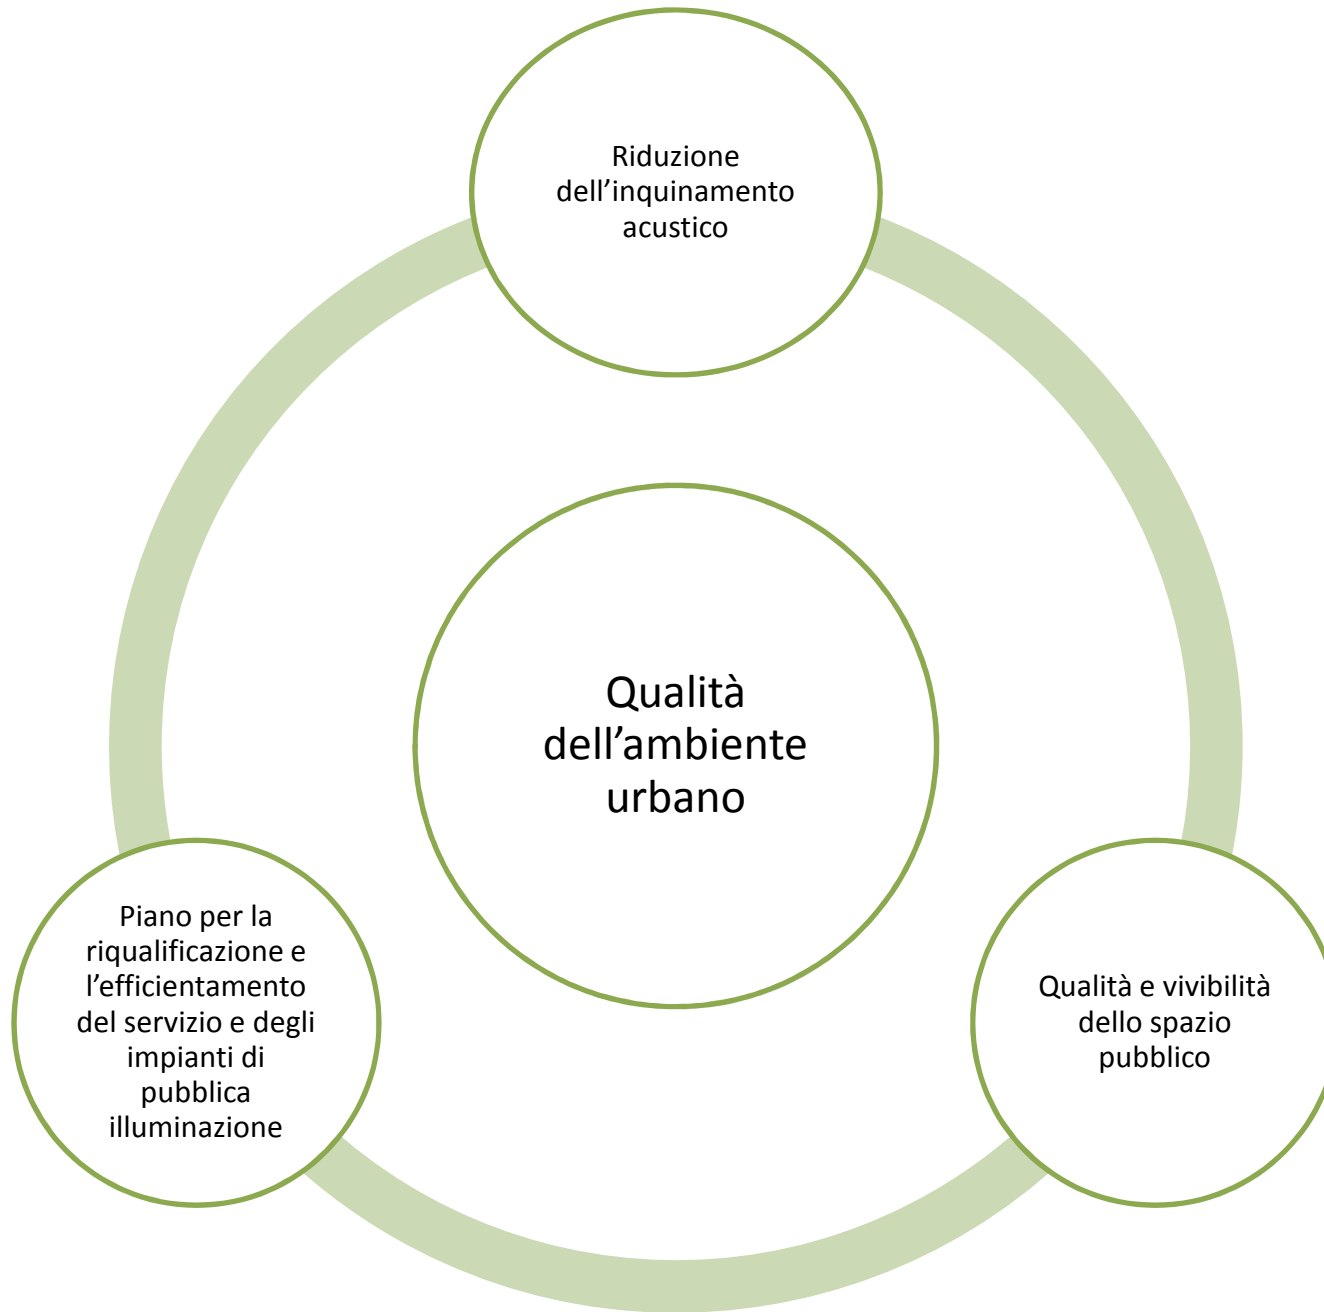 Riduzione
dell’inquinamento
acustico
Qualità
dell’ambiente
urbano
Piano per la
riqualificazione e
l’efficientamento
del servizio e degli
impianti di
pubblica
illuminazione
Qualità e vivibilità
dello spazio
pubblico